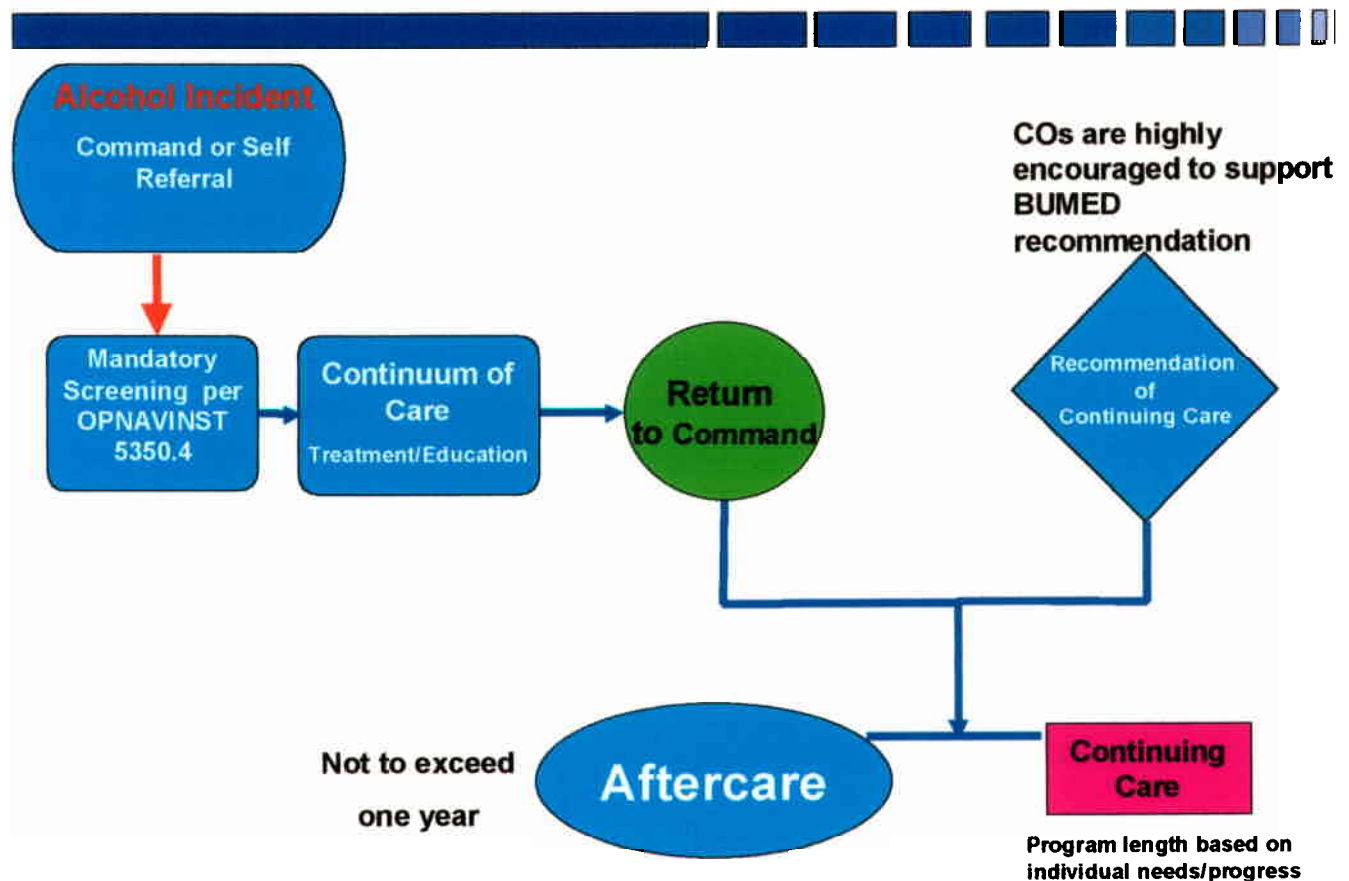 Alcohol Incident
Command or Self
Referral
COs are highly
encouraged to support
BUMED
recommendation
Mandatory
Screening per
OPNAVINST
5350.4
Continuum of
Care
Treatment/Education
Return
to Command
Recommendation
of
Continuing Care
Not to exceed
one year
Aftercare
Continuing
Care
Program length based on
individual needs/progress